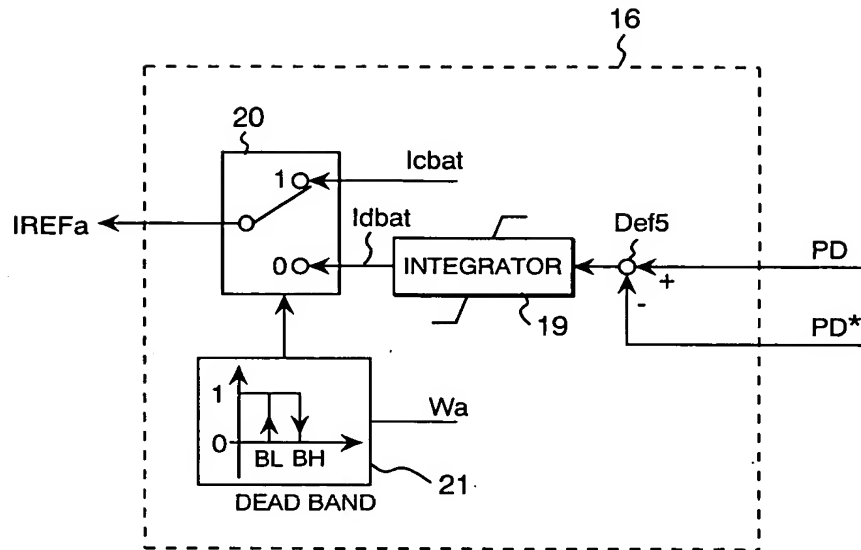 16
20
Icbat
1
IREFa
Idbat
Def5
0
INTEGRATOR
PD
+
-
19
PD*
1
Wa
0
BL BH
21
DEAD BAND